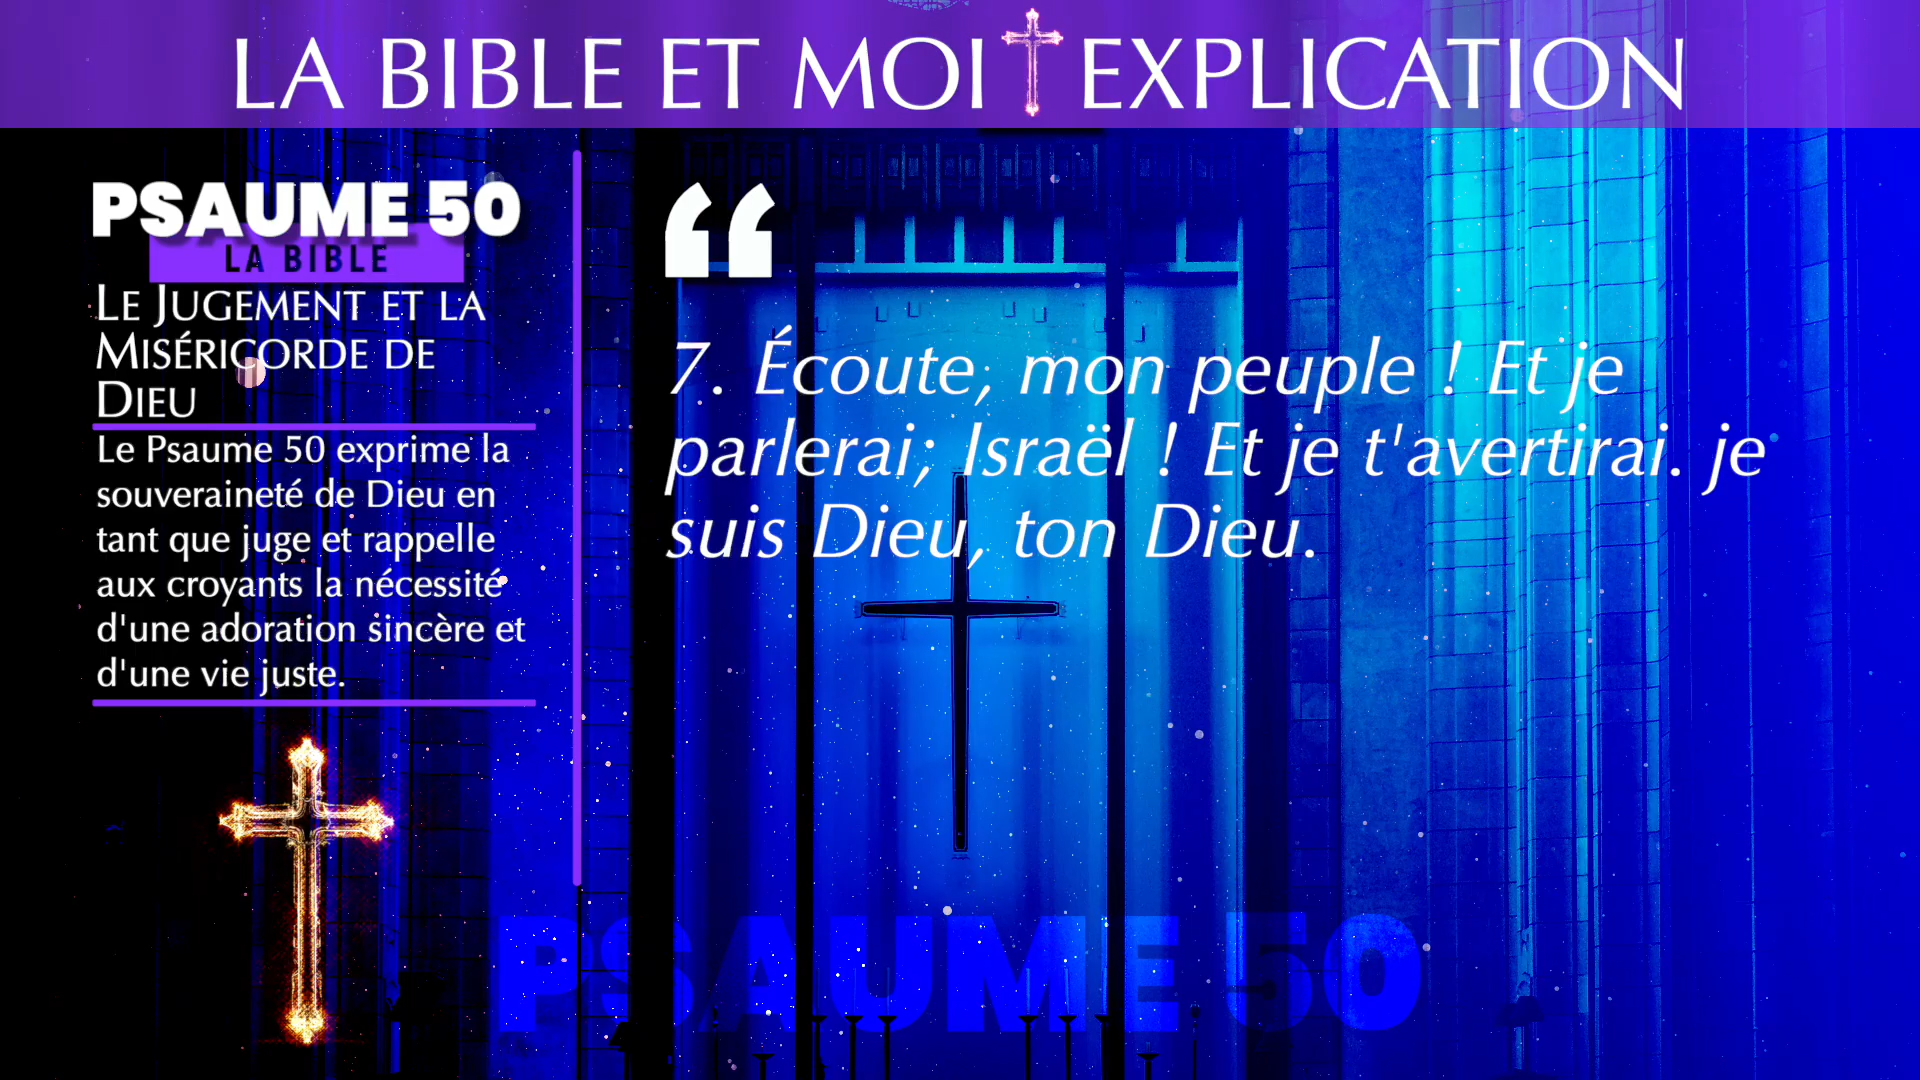 LA BIBLE ET MOI EXPLICATION
PSAUME 50
LA BIBLE
LE JUGEMENT ET LA
MISÉRICORDE DE
DIEU
Le Psaume 50 exprime la
souveraineté de Dieu en
tant que juge et rappelle
aux croyants la nécessité
d'une adoration sincère et
d'une vie juste.
“
7. Écoute, mon peuple ! Et je
parlerai; Israël ! Et je t'avertirai. je
suis Dieu, ton Dieu.
PSAUME 50